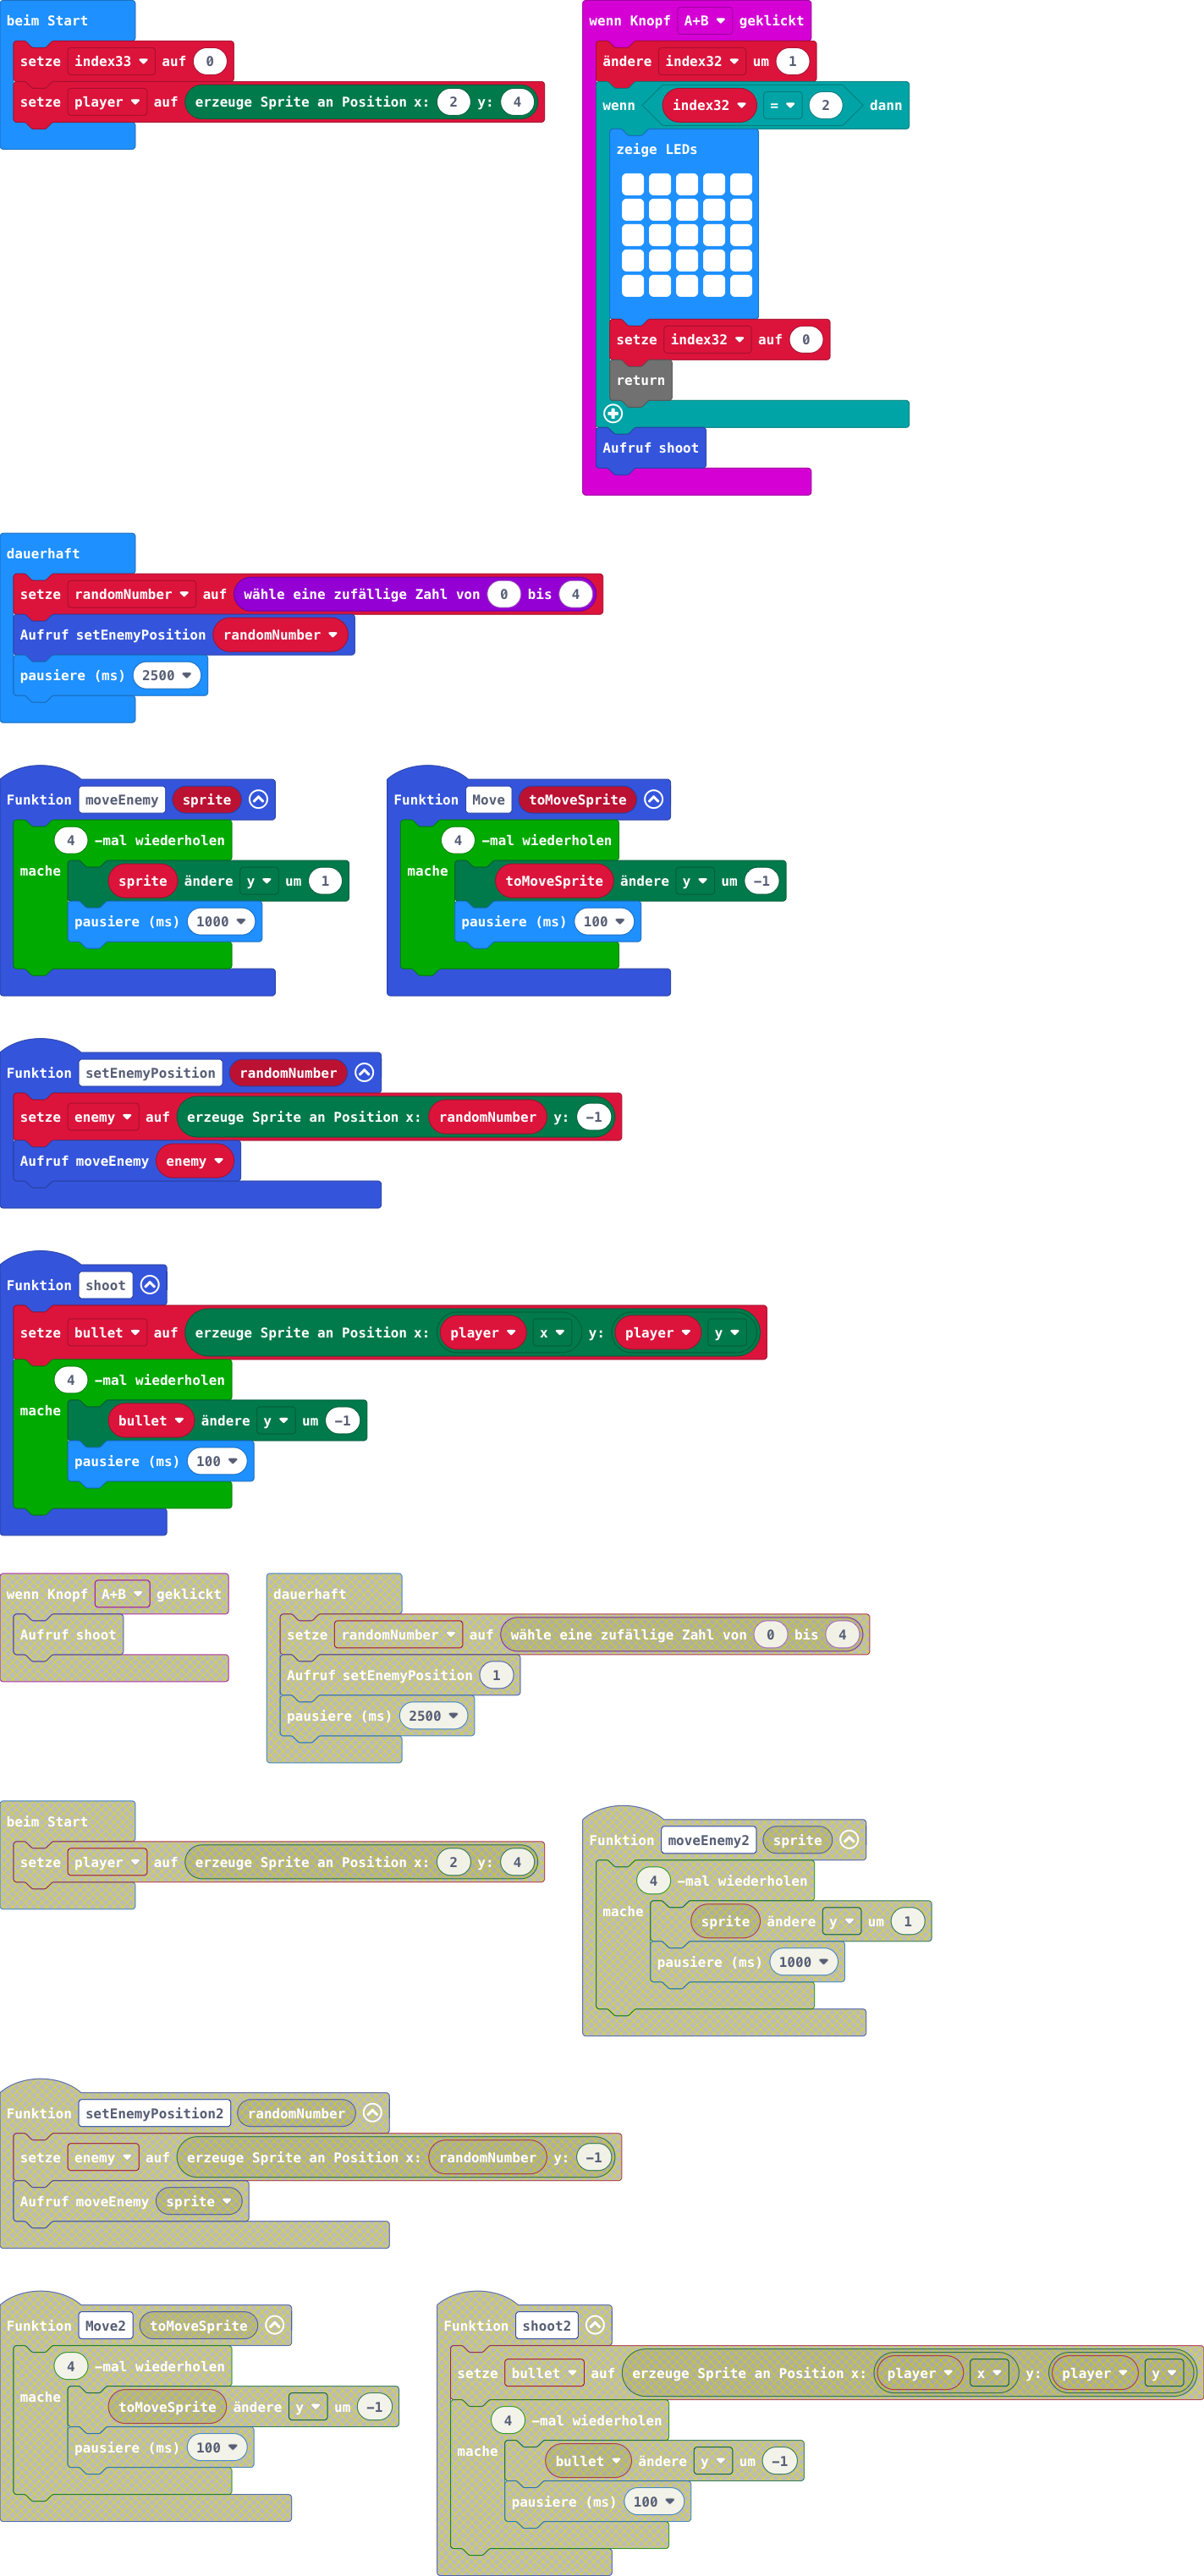 beim Start
setze index33 auf 0
setze player auf erzeuge Sprite an Position x: 2 y: 4
wenn Knopf A+B geklickt
ändere index32 um 1
wenn index32 = 2 dann
zeige LEDs
setze index32 auf 0
return
Aufruf shoot
dauerhaft
setze randomNumber auf wähle eine zufällige Zahl von 0 bis 4
Aufruf setEnemyPosition randomNumber
pausiere (ms) 2500
Funktion moveEnemy sprite
4 -mal wiederholen
mache
sprite ändere y um 1
pausiere (ms) 1000
Funktion Move toMoveSprite
4 -mal wiederholen
mache
toMoveSprite ändere y um -1
pausiere (ms) 100
Funktion setEnemyPosition randomNumber
setze enemy auf erzeuge Sprite an Position x: randomNumber y: -1
Aufruf moveEnemy enemy
Funktion shoot
setze bullet auf erzeuge Sprite an Position x: player x y: player y
4 -mal wiederholen
mache
bullet ändere y um -1
pausiere (ms) 100
wenn Knopf A+B geklickt
Aufruf shoot
dauerhaft
setze randomNumber auf wähle eine zufällige Zahl von 0 bis 4
Aufruf setEnemyPosition 1
pausiere (ms) 2500
beim Start
setze player auf erzeuge Sprite an Position x: 2 y: 4
Funktion moveEnemy2 sprite
4 -mal wiederholen
mache
sprite ändere y um 1
pausiere (ms) 1000
Funktion setEnemyPosition2 randomNumber
setze enemy auf erzeuge Sprite an Position x: randomNumber y: -1
Aufruf moveEnemy sprite
Funktion Move2 toMoveSprite
4 -mal wiederholen
mache
toMoveSprite ändere y um -1
pausiere (ms) 100
Funktion shoot2
setze bullet auf erzeuge Sprite an Position x: player x y: player y
4 -mal wiederholen
mache
bullet ändere y um -1
pausiere (ms) 100